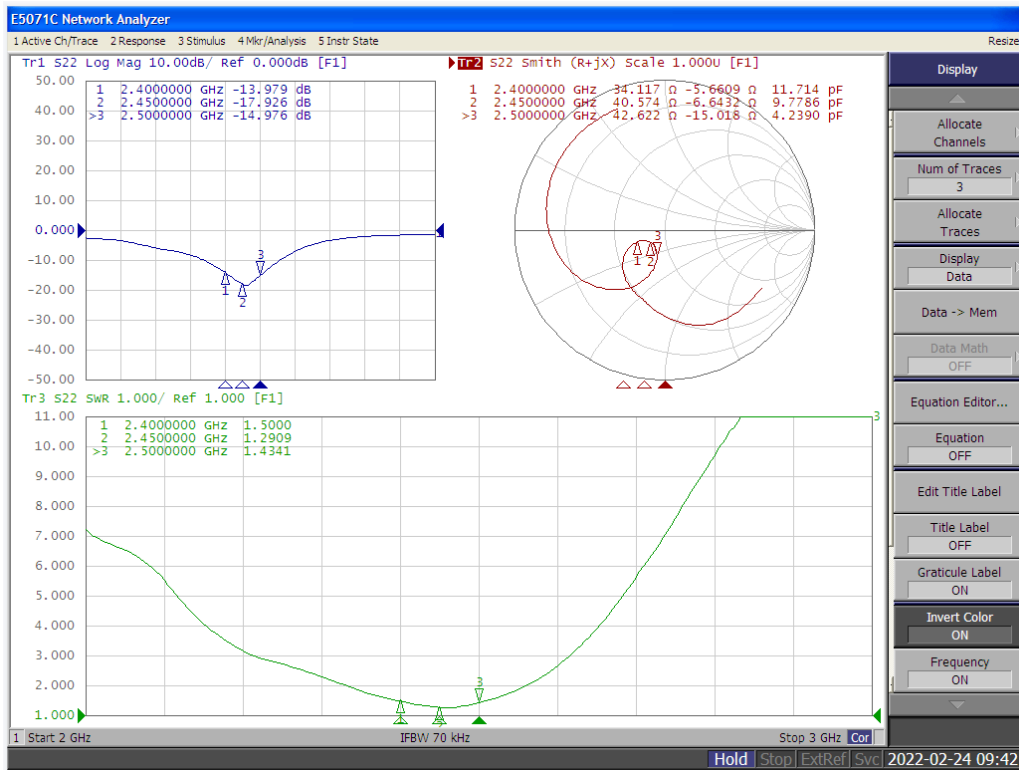 E5071C Network Analyzer
1 Active Ch/Trace 2 Response 3 Stimulus 4 Mkr/Analysis 5 Instr State
Resize
Tr1 S22 Log Mag 10.00dB/ Ref 0.000dB [F1]
50.00
40.00
30.00
20.00
10.00
0.000
-10.00
-20.00
-30.00
-40.00
-50.00
1 2.4000000 GHz -13.979 dB
2 2.4500000 GHz -17.926 dB
>3 2.5000000 GHz -14.976 dB
1
2
3
Tr2 S22 Smith (R+jX) Scale 1.000U [F1]
1 2.4000000 GHz 34.117 Ω -5.6609 Ω 11.714 pF
2 2.4500000 GHz 40.574 Ω -6.6432 Ω 9.7786 pF
>3 2.5000000 GHz 42.622 Ω -15.018 Ω 4.2390 pF
3
1 2
Tr3 S22 SWR 1.000/ Ref 1.000 [F1]
11.00
10.00
9.000
8.000
7.000
6.000
5.000
4.000
3.000
2.000
1.000
1 2.4000000 GHz 1.5000
2 2.4500000 GHz 1.2909
>3 2.5000000 GHz 1.4341
3
3
1 Start 2 GHz
IFBW 70 kHz
Stop 3 GHz Cor
Display
Allocate
Channels
Num of Traces
3
Allocate
Traces
Display
Data
Data -> Mem
Data Math
OFF
Equation Editor...
Equation
OFF
Edit Title Label
Title Label
OFF
Graticule Label
ON
Invert Color
ON
Frequency
ON
Hold Stop ExtRef Svc 2022-02-24 09:42